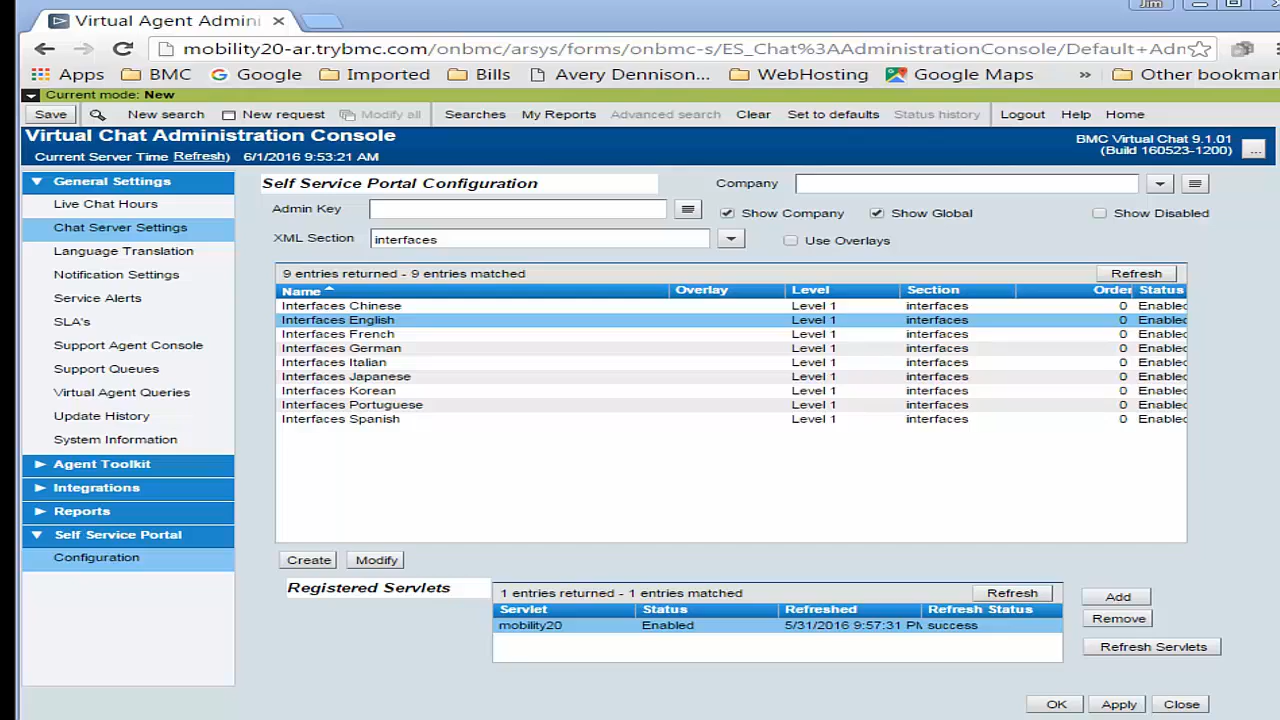 Jim
Virtual Agent Admini
mobility20-ar.trybmc.com/onbmc/arsys/forms/onbmc-s/ES_Chat%3AAdministrationConsole/Default+Adn
Apps BMC Google Imported Bills Avery Dennison... WebHosting Google Maps » Other bookmar
Current mode: New
Save New search New request Modify all Searches My Reports Advanced search Clear Set to defaults Status history Logout Help Home
Virtual Chat Administration Console
BMC Virtual Chat 9.1.01
(Build 160523-1200)
...
Current Server Time Refresh) 6/1/2016 9:53:21 AM
General Settings
Live Chat Hours
Chat Server Settings
Language Translation
Notification Settings
Service Alerts
SLA's
Support Agent Console
Support Queues
Virtual Agent Queries
Update History
System Information
Agent Toolkit
Integrations
Reports
Self Service Portal
Configuration
Self Service Portal Configuration
Company
Admin Key
Show Company Show Global Show Disabled
XML Section interfaces Use Overlays
9 entries returned - 9 entries matched Refresh
Name Overlay Level Section Order Status
Interfaces Chinese Level 1 interfaces 0 Enabled
Interfaces English Level 1 interfaces 0 Enabled
Interfaces French Level 1 interfaces 0 Enabled
Interfaces German Level 1 interfaces 0 Enabled
Interfaces Italian Level 1 interfaces 0 Enabled
Interfaces Japanese Level 1 interfaces 0 Enabled
Interfaces Korean Level 1 interfaces 0 Enabled
Interfaces Portuguese Level 1 interfaces 0 Enabled
Interfaces Spanish Level 1 interfaces 0 Enabled
Create Modify
Registered Servlets
1 entries returned - 1 entries matched Refresh
Servlet Status Refreshed Refresh Status
mobility20 Enabled 5/31/2016 9:57:31 PM success
Add
Remove
Refresh Servlets
OK Apply Close